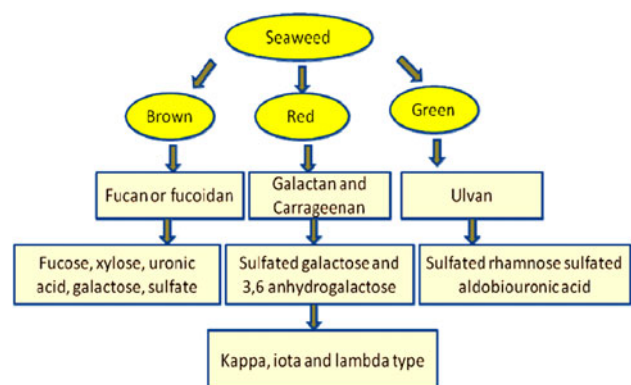 Seaweed
Brown
Red
Green
Fucan or fucoidan
Galactan and
Carrageenan
Ulvan
Fucose, xylose, uronic
acid, galactose, sulfate
Sulfated galactose and
3,6 anhydrogalactose
Sulfated rhamnose sulfated
aldobiouronic acid
Kappa, iota and lambda type